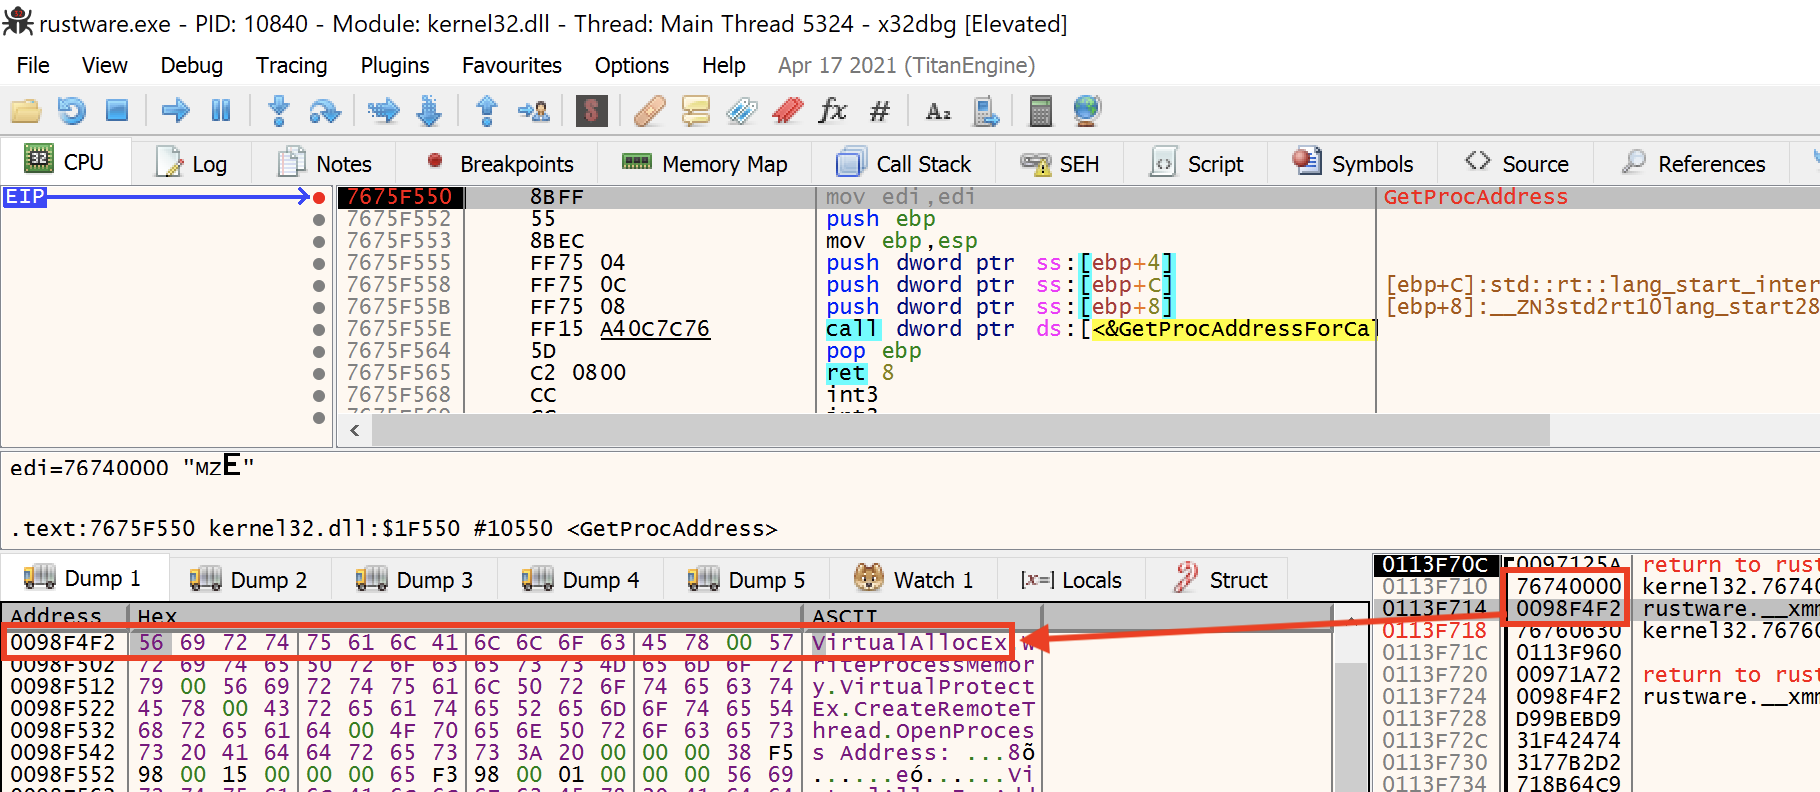 rustware.exe - PID: 10840 - Module: kernel32.dll - Thread: Main Thread 5324 - x32dbg [Elevated]
File View Debug Tracing Plugins Favourites Options Help Apr 17 2021 (TitanEngine)
S fx # A₂
CPU Log Notes Breakpoints Memory Map Call Stack SEH Script Symbols Source References
EIP 7675F550 8BFF mov edi,edi GetProcAddress
7675F552 55 push ebp
7675F553 8BEC mov ebp,esp
7675F555 FF75 04 push dword ptr ss:[ebp+4]
7675F558 FF75 0C push dword ptr ss:[ebp+C] [ebp+C]:std::rt::lang_start_inter
7675F55B FF75 08 push dword ptr ss:[ebp+8] [ebp+8]:__ZN3std2rt10lang_start28
7675F55E FF15 A40C7C76 call dword ptr ds:[<&GetProcAddressForCa
7675F564 5D pop ebp
7675F565 C2 0800 ret 8
7675F568 CC int3
edi=76740000 "MZE"
.text:7675F550 kernel32.dll:$1F550 #10550 <GetProcAddress>
Dump 1 Dump 2 Dump 3 Dump 4 Dump 5 Watch 1 [x=] Locals Struct
Address Hex ASCII
0098F4F2 56 69 72 74 75 61 6C 41 6C 6C 6F 63 45 78 00 57 VirtualAllocEx.W
0098F502 72 69 74 65 50 72 6F 63 65 73 73 4D 65 6D 6F 72 riteProcessMemor
0098F512 79 00 56 69 72 74 75 61 6C 50 72 6F 74 65 63 74 y.VirtualProtect
0098F522 45 78 00 43 72 65 61 74 65 52 65 6D 6F 74 65 54 Ex.CreateRemoteT
0098F532 68 72 65 61 64 00 4F 70 65 6E 50 72 6F 63 65 73 hread.OpenProces
0098F542 73 20 41 64 64 72 65 73 73 3A 20 00 00 00 38 F5 s Address: ...8õ
0098F552 98 00 15 00 00 00 65 F3 98 00 01 00 00 00 56 69 ......eó......Vi
0113F70C 0097125A return to rust
0113F710 76740000 kernel32.76740
0113F714 0098F4F2 rustware.__xmm
0113F718 76760630 kernel32.76760
0113F71C 0113F960
0113F720 00971A72 return to rust
0113F724 0098F4F2 rustware.__xmm
0113F728 D99BEBD9
0113F72C 31F42474
0113F730 3177B2D2
0113F734 718B64C9